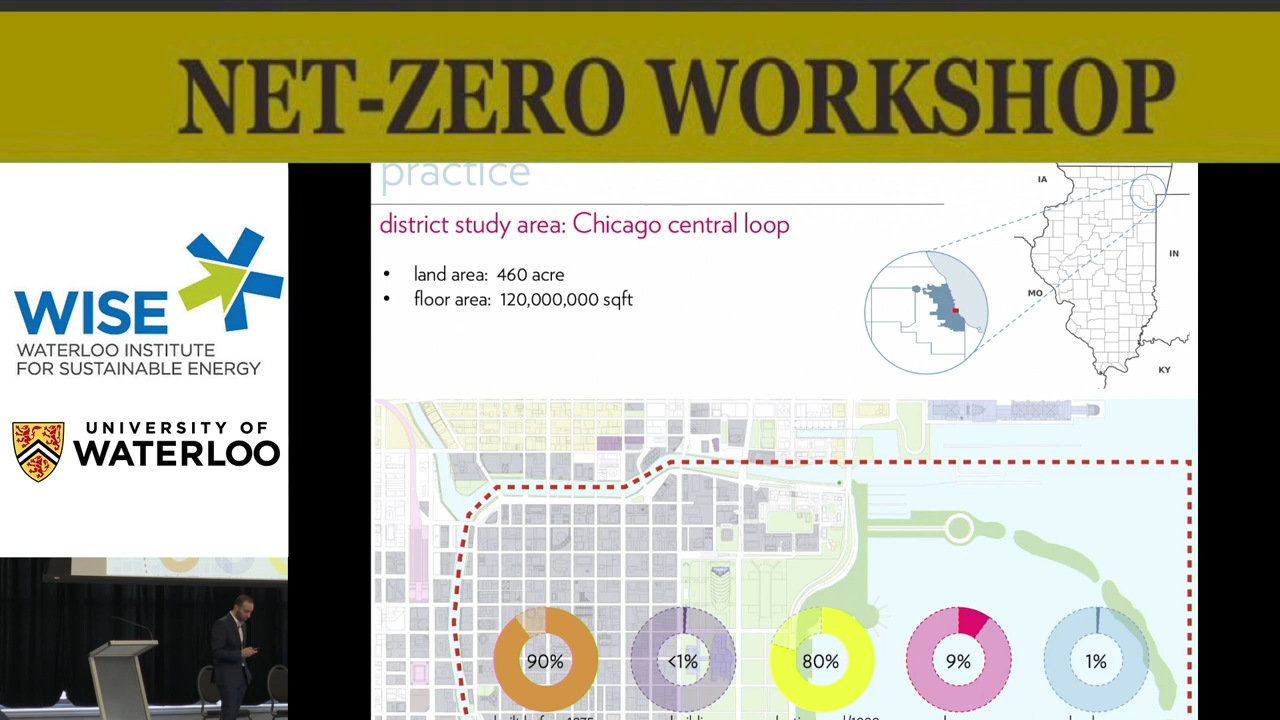 NET-ZERO WORKSHOP
WISE
WATERLOO INSTITUTE
FOR SUSTAINABLE ENERGY
UNIVERSITY OF
WATERLOO
practice
district study area: Chicago central loop
• land area: 460 acre
• floor area: 120,000,000 sqft
IA
IN
MO
KY
90%
<1%
80%
9%
1%